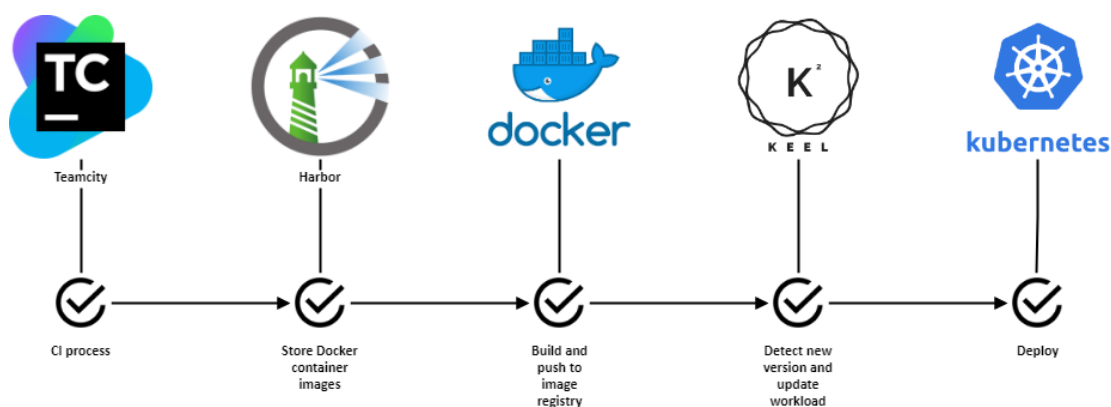 TC
K²
docker
KEEL
kubernetes
Teamcity
Harbor
CI process
Store Docker
container
images
Build and
push to
image
registry
Detect new
version and
update
workload
Deploy